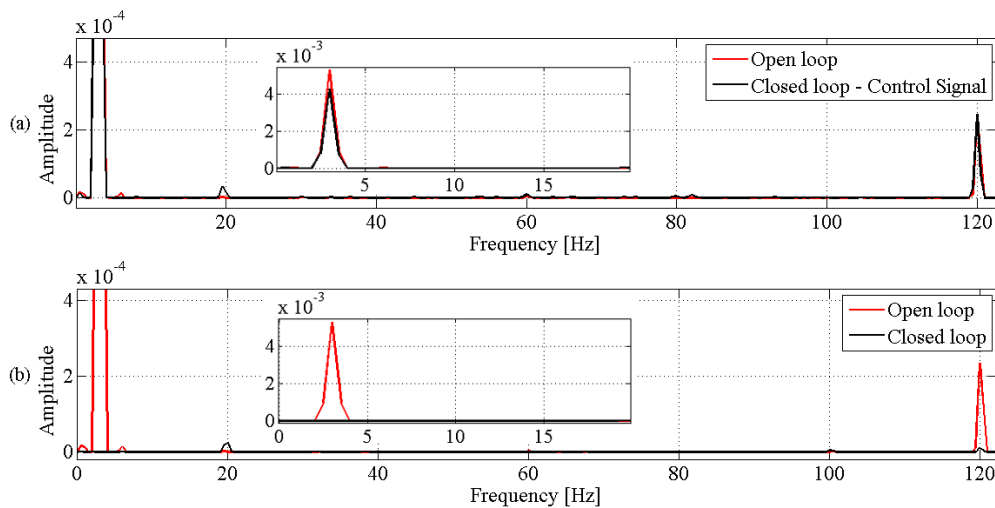 x 10-4
4
2
0
Amplitude
(a)
x 10-3
4
2
0
5
10
15
Open loop
Closed loop - Control Signal
20
40
60
80
100
120
Frequency [Hz]
x 10-4
4
2
0
Amplitude
(b)
x 10-3
4
2
0
0
5
10
15
Open loop
Closed loop
0
20
40
60
80
100
120
Frequency [Hz]